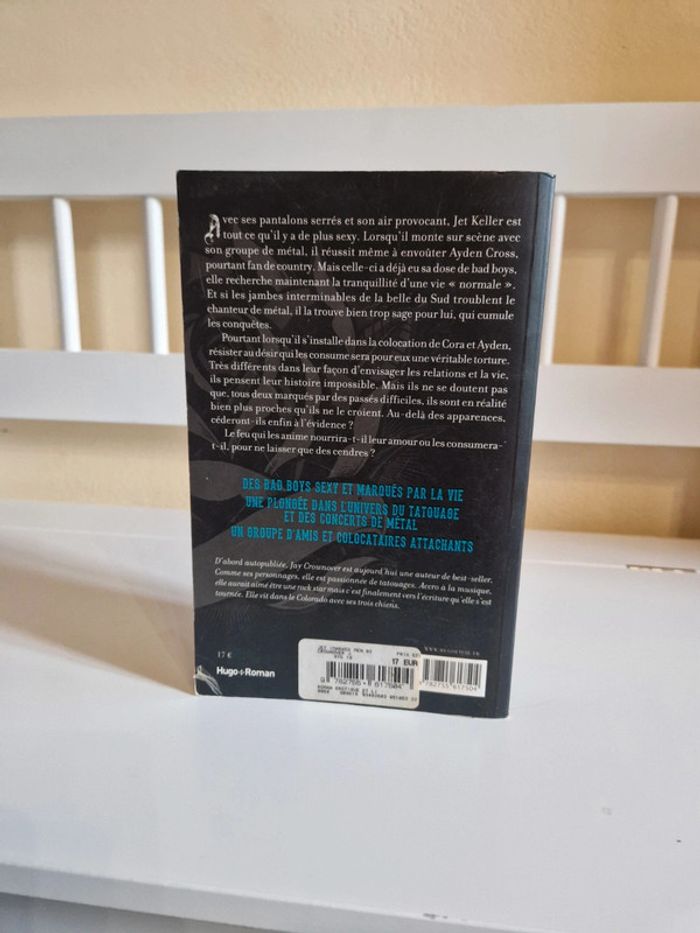 Avec ses pantalons serrés et son air provocant, Jet Keller est
tout ce qu'il y a de plus sexy. Lorsqu'il monte sur scène avec
son groupe de métal, il réussit même à envoûter Ayden Cross,
pourtant fan de country. Mais celle-ci a déjà eu sa dose de bad boys,
elle recherche maintenant la tranquillité d'une vie « normale ».
Et si les jambes interminables de la belle du Sud troublent le
chanteur de métal, il la trouve bien trop sage pour lui, qui cumule
les conquêtes.
Pourtant lorsqu'il s'installe dans la colocation de Cora et Ayden,
résister au désir qui les consume sera pour eux une véritable torture.
Très différents dans leur façon d'envisager les relations et la vie,
ils pensent leur histoire impossible. Mais ils ne se doutent pas
que, tous deux marqués par des passés difficiles, ils sont en réalité
bien plus proches qu'ils ne le croient. Au-delà des apparences,
céderont-ils enfin à l'évidence ?
Le feu qui les anime nourrira-t-il leur amour ou les consumera-
t-il, pour ne laisser que des cendres ?
DES BAD BOYS SEXY ET MARQUÉS PAR LA VIE
UNE PLONGÉE DANS L'UNIVERS DU TATOUAGE
ET DES CONCERTS DE MÉTAL
UN GROUPE D'AMIS ET COLOCATAIRES ATTACHANTS
D'abord autopubliée, Jay Crownover est aujourd'hui une auteur de best-seller.
Comme ses personnages, elle est passionnée de tatouages. Accro à la musique,
elle aurait aimé être une rock star mais c'est finalement vers l'écriture qu'elle s'est
tournée. Elle vit dans le Colorado avec ses trois chiens.
17 €
Hugo Roman
17 EUR
9 782755 617504
9 782755 617504